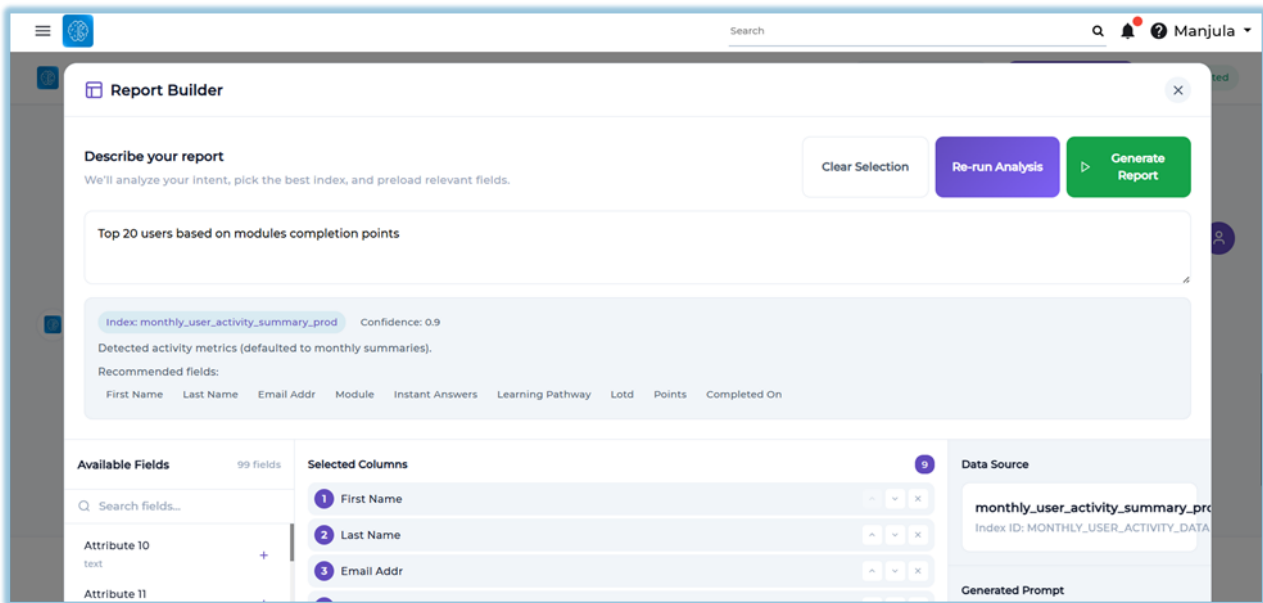 Search
Manjula
ted
Report Builder
Describe your report
We'll analyze your intent, pick the best index, and preload relevant fields.
Clear Selection
Re-run Analysis
Generate
Report
Top 20 users based on modules completion points
Index: monthly_user_activity_summary_prod Confidence: 0.9
Detected activity metrics (defaulted to monthly summaries).
Recommended fields:
First Name Last Name Email Addr Module Instant Answers Learning Pathway Lotd Points Completed On
Available Fields 99 fields
Search fields...
Attribute 10
text
Attribute 11
Selected Columns 9
1 First Name
2 Last Name
3 Email Addr
Data Source
monthly_user_activity_summary_pro
Index ID: MONTHLY_USER_ACTIVITY_DATA
Generated Prompt